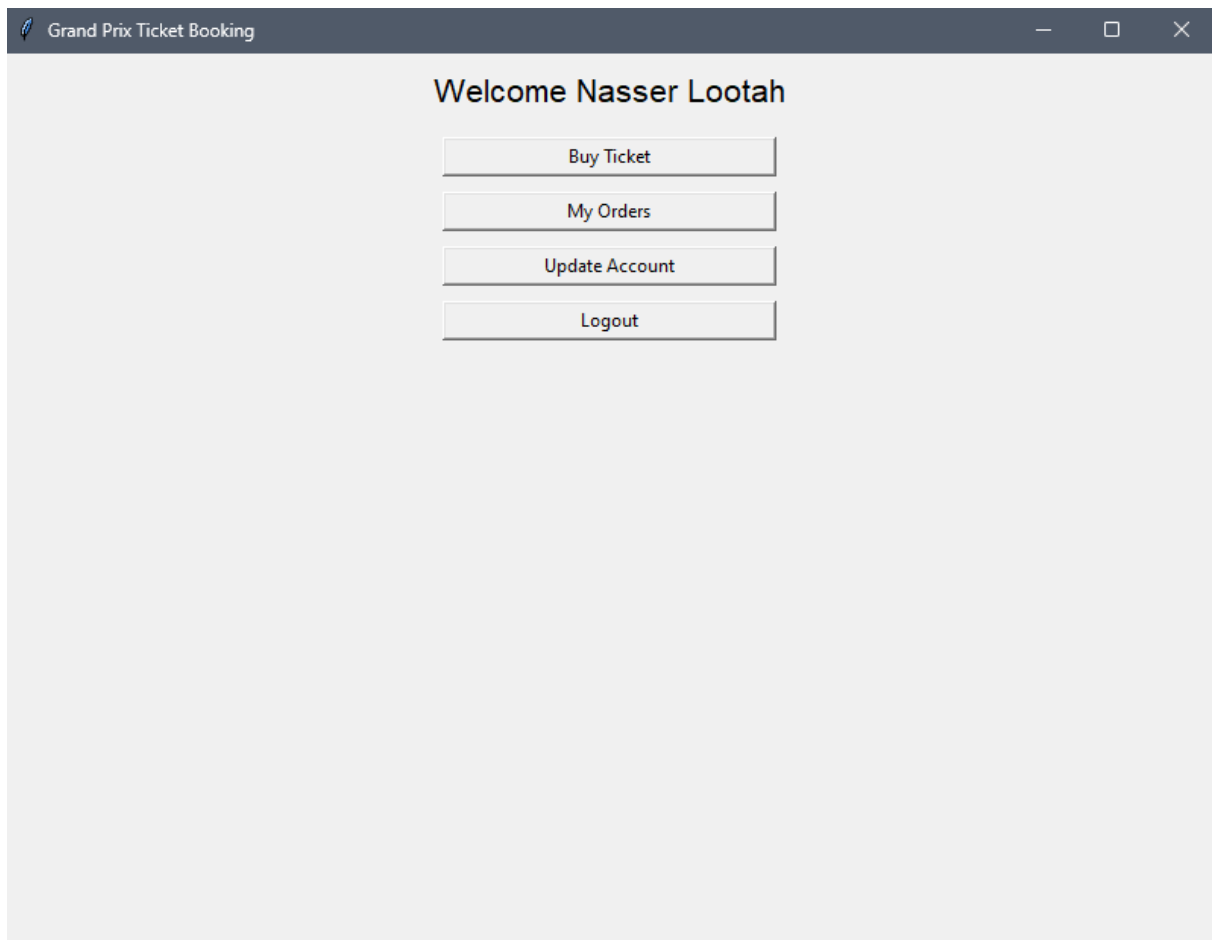 Grand Prix Ticket Booking
Welcome Nasser Lootah
Buy Ticket
My Orders
Update Account
Logout